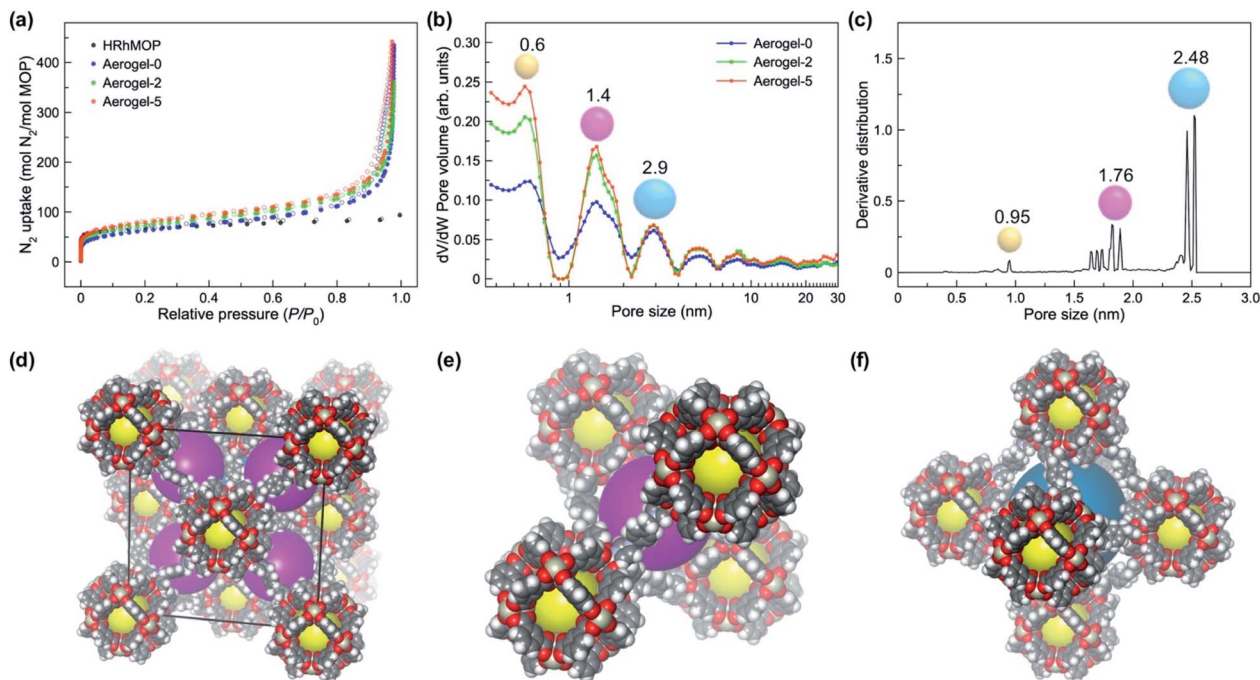 (a)
N₂ uptake (mol N₂/mol MOP)
400
300
200
100
0
HRhMOP
Aerogel-0
Aerogel-2
Aerogel-5
0.0 0.2 0.4 0.6 0.8 1.0
Relative pressure (P/P₀)
(b)
dV/dW Pore volume (arb. units)
0.30
0.25
0.20
0.15
0.10
0.05
0
0.6
1.4
2.9
Aerogel-0
Aerogel-2
Aerogel-5
1 10 20 30
Pore size (nm)
(c)
Derivative distribution
1.5
1.0
0.5
0.0
0.95
1.76
2.48
0 0.5 1.0 1.5 2.0 2.5 3.0
Pore size (nm)
(d)
(e)
(f)